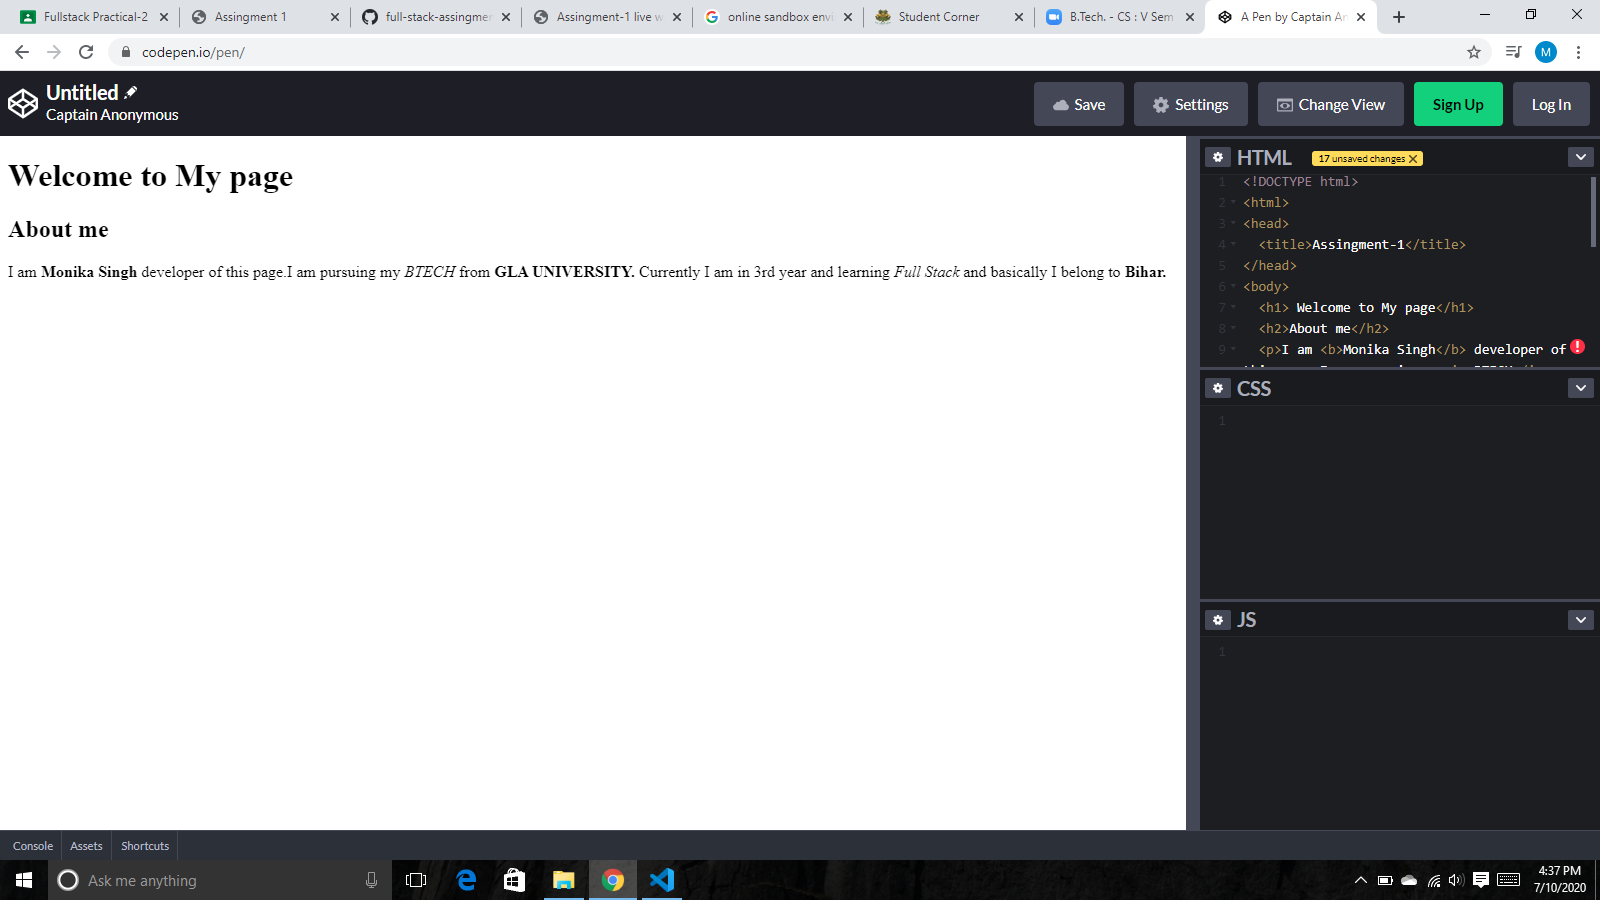 Fullstack Practical-2
Assingment 1
full-stack-assingmer
Assingment-1 live w
online sandbox envi
Student Corner
B.Tech. - CS : V Sem
A Pen by Captain An
codepen.io/pen/
M
Untitled
Captain Anonymous
Save
Settings
Change View
Sign Up
Log In
Welcome to My page
About me
I am Monika Singh developer of this page.I am pursuing my BTECH from GLA UNIVERSITY. Currently I am in 3rd year and learning Full Stack and basically I belong to Bihar.
HTML
17 unsaved changes
1 <!DOCTYPE html>
2 <html>
3 <head>
4 <title>Assingment-1</title>
5 </head>
6 <body>
7 <h1> Welcome to My page</h1>
8 <h2>About me</h2>
9 <p>I am <b>Monika Singh</b> developer of
CSS
1
JS
1
Console
Assets
Shortcuts
Ask me anything
4:37 PM
7/10/2020